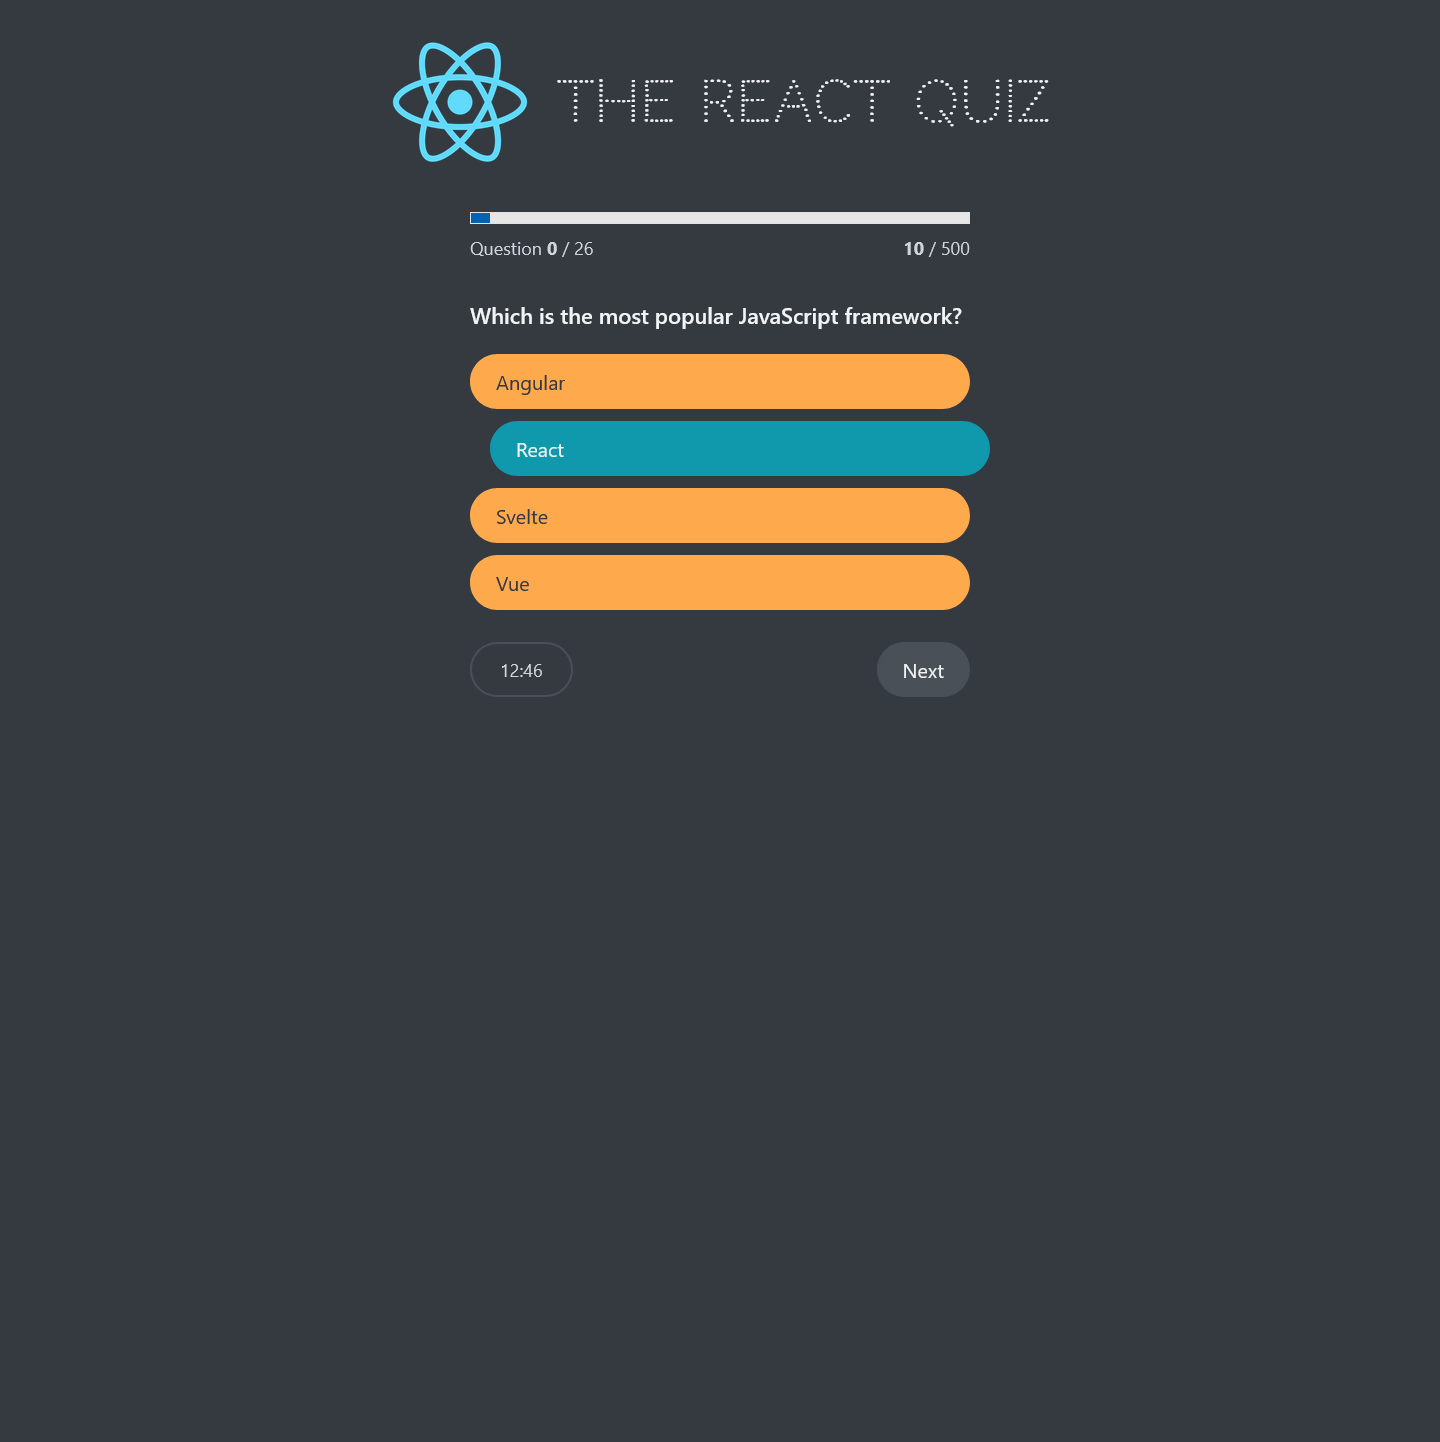 THE REACT QUIZ
Question 0 / 26 10 / 500
Which is the most popular JavaScript framework?
Angular
React
Svelte
Vue
12:46 Next